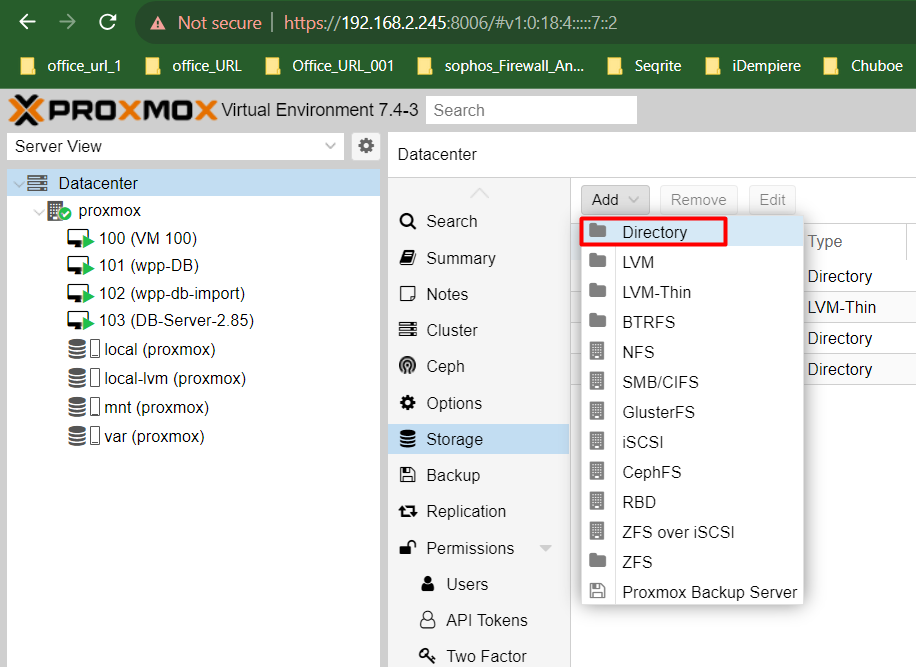 Not secure https://192.168.2.245:8006/#v1:0:18:4:::::7::2
office_url_1 office_URL Office_URL_001 sophos_Firewall_An... Seqrite iDempiere Chuboe
PROXMOX Virtual Environment 7.4-3 Search
Server View
Datacenter
proxmox
100 (VM 100)
101 (wpp-DB)
102 (wpp-db-import)
103 (DB-Server-2.85)
local (proxmox)
local-lvm (proxmox)
mnt (proxmox)
var (proxmox)
Datacenter
Search
Summary
Notes
Cluster
Ceph
Options
Storage
Backup
Replication
Permissions
Users
API Tokens
Two Factor
Add Remove Edit
Directory
LVM
LVM-Thin
BTRFS
NFS
SMB/CIFS
GlusterFS
iSCSI
CephFS
RBD
ZFS over iSCSI
ZFS
Proxmox Backup Server
Type
Directory
LVM-Thin
Directory
Directory